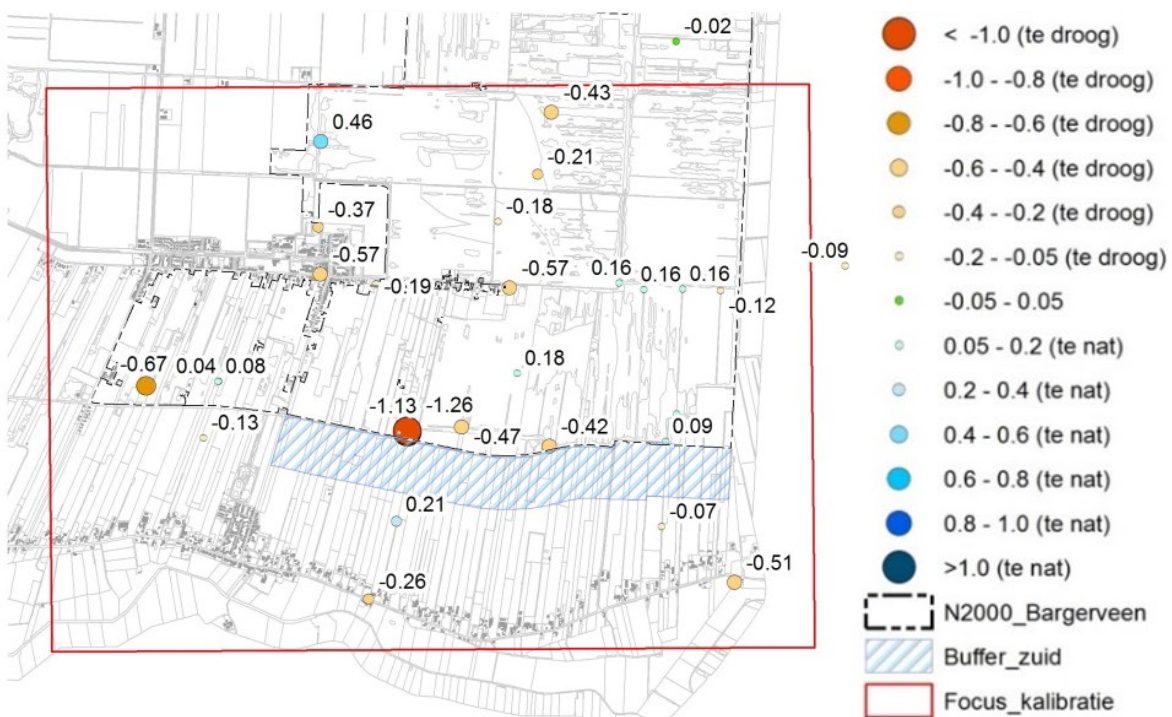 -0.02
-0.43
0.46
-0.21
-0.18
-0.37
-0.57
-0.09
-0.19
-0.57
0.16
0.16
0.16
-0.12
-0.67
0.04
0.08
0.18
-1.13
-1.26
-0.13
-0.47
-0.42
0.09
0.21
-0.07
-0.26
-0.51
< -1.0 (te droog)
-1.0 - -0.8 (te droog)
-0.8 - -0.6 (te droog)
-0.6 - -0.4 (te droog)
-0.4 - -0.2 (te droog)
-0.2 - -0.05 (te droog)
-0.05 - 0.05
0.05 - 0.2 (te nat)
0.2 - 0.4 (te nat)
0.4 - 0.6 (te nat)
0.6 - 0.8 (te nat)
0.8 - 1.0 (te nat)
>1.0 (te nat)
N2000_Bargerveen
Buffer_zuid
Focus_kalibratie